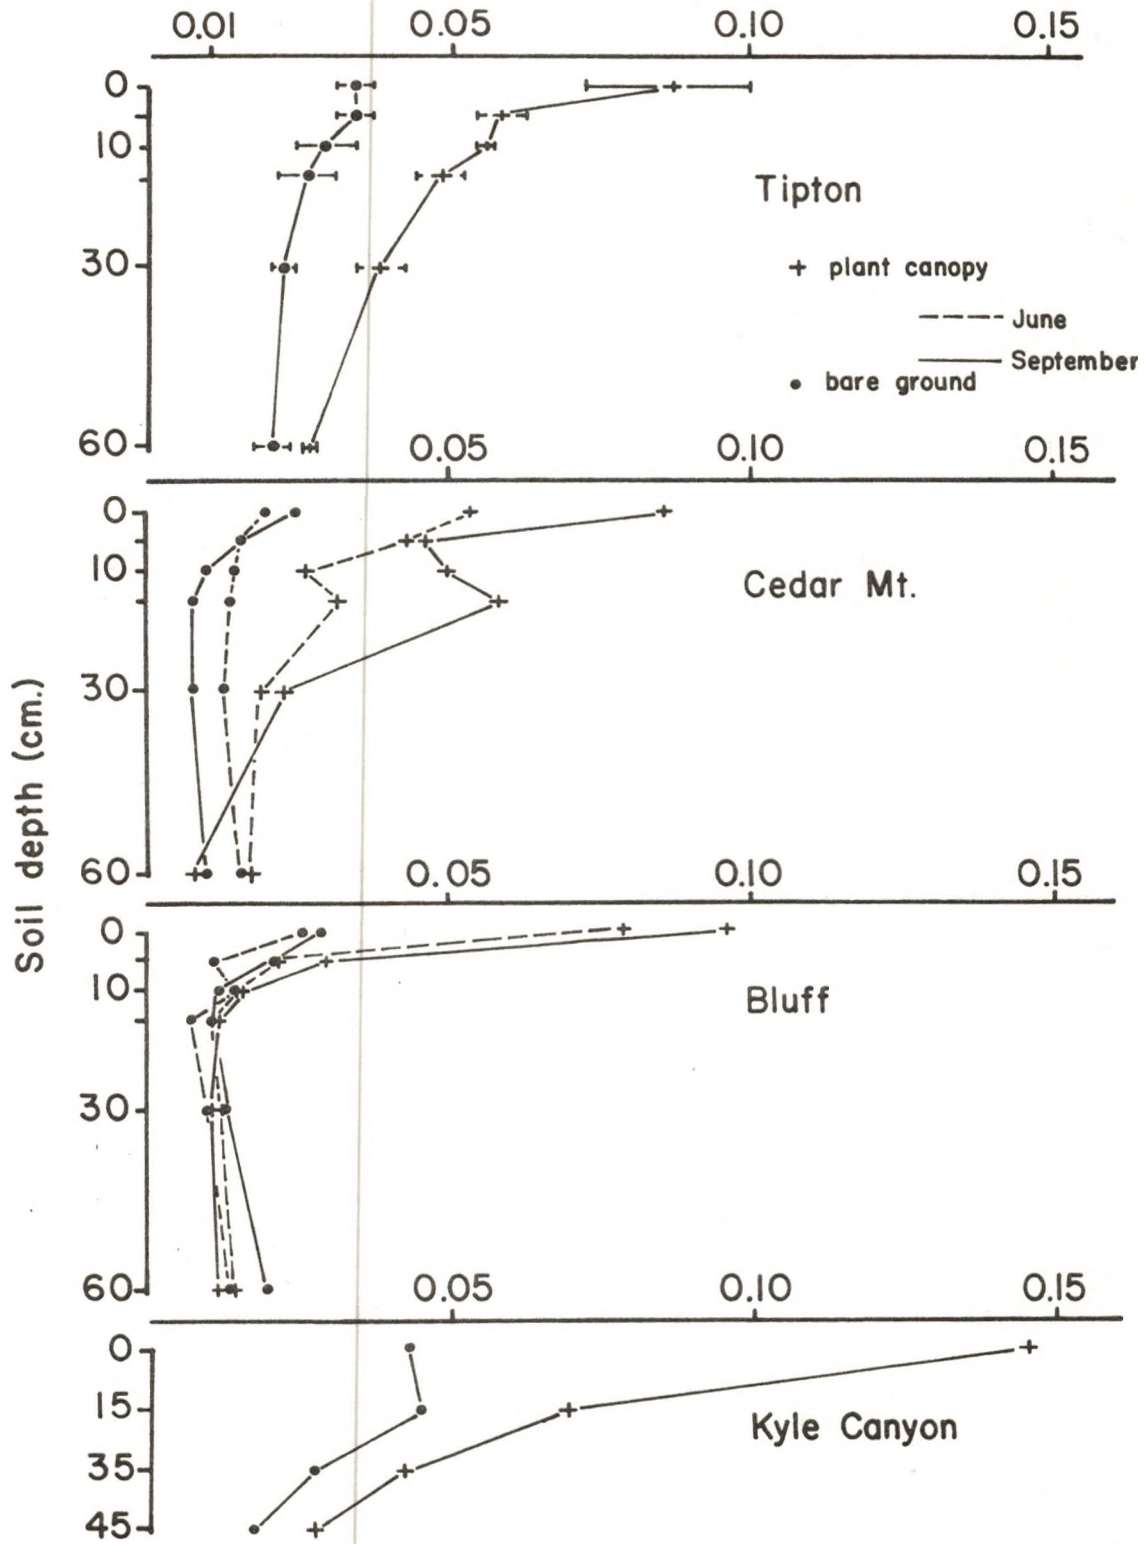 0.01 0.05 0.10 0.15
0
10
Tipton
30
+ plant canopy
June
September
• bare ground
60
0.05 0.10 0.15
0
10
Cedar Mt.
30
Soil depth (cm.)
60
0.05 0.10 0.15
0
10
Bluff
30
60
0.05 0.10 0.15
0
15
Kyle Canyon
35
45